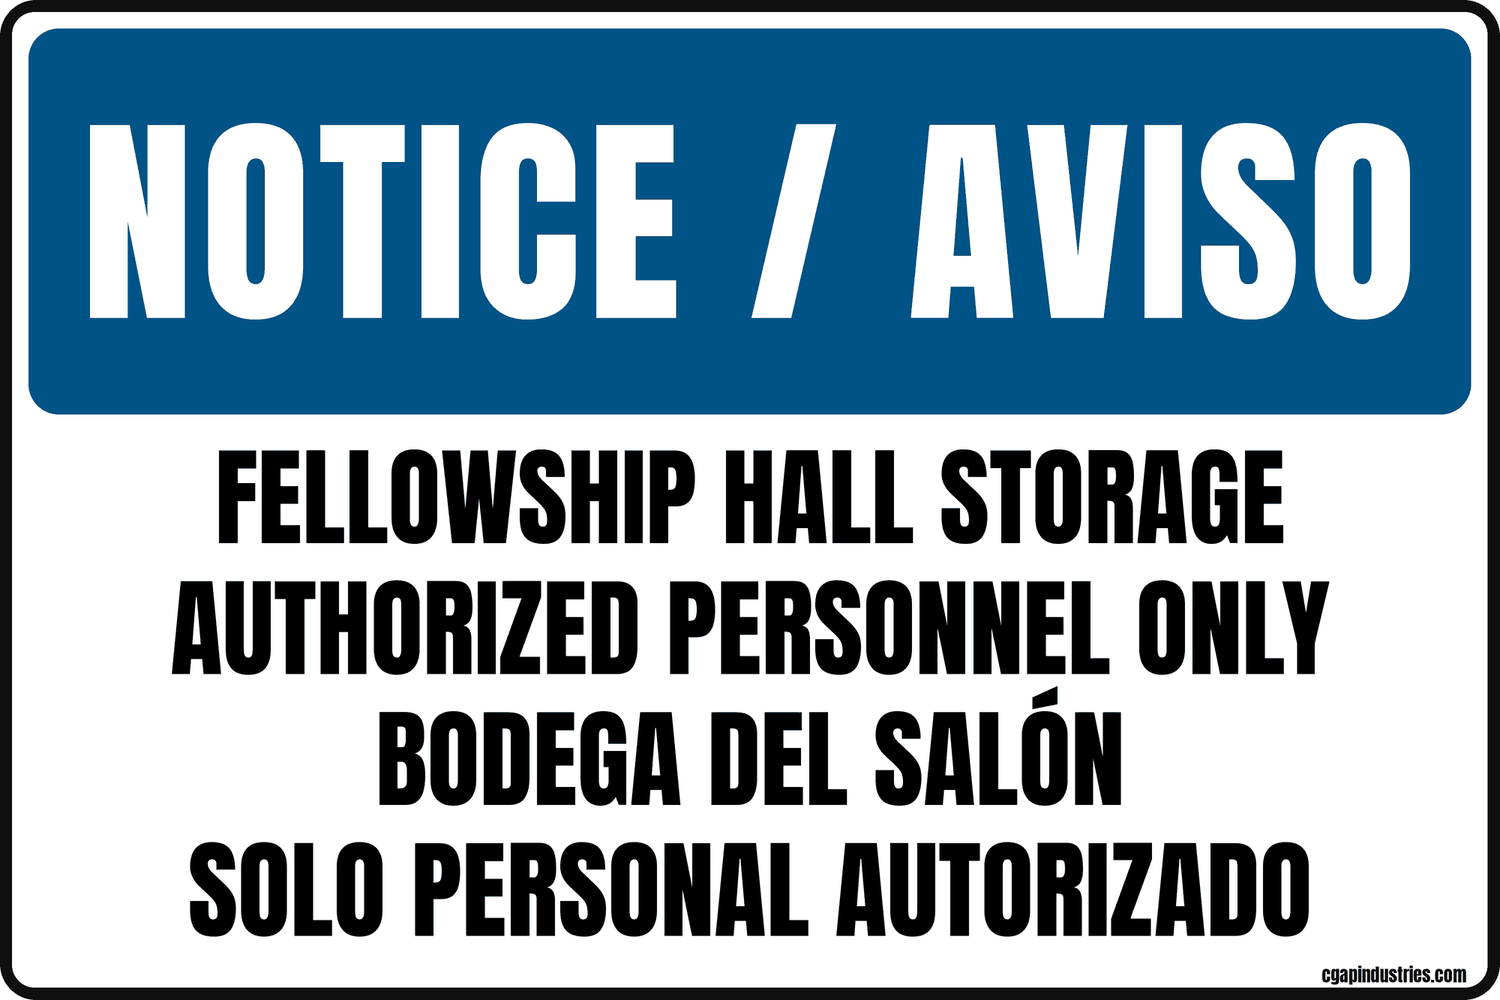 NOTICE / AVISO
FELLOWSHIP HALL STORAGE
AUTHORIZED PERSONNEL ONLY
BODEGA DEL SALÓN
SOLO PERSONAL AUTORIZADO
cgapindustries.com